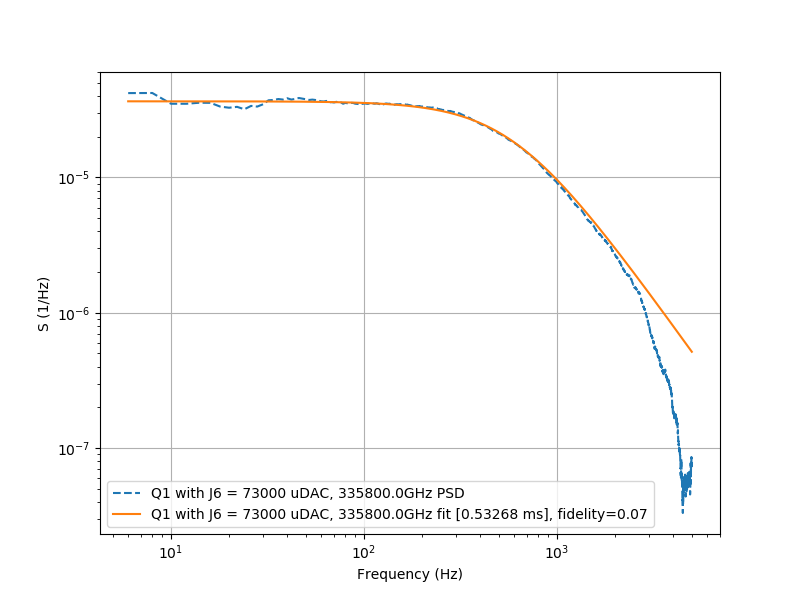 10⁻⁵
10⁻⁶
10⁻⁷
S (1/Hz)
Q1 with J6 = 73000 uDAC, 335800.0GHz PSD
Q1 with J6 = 73000 uDAC, 335800.0GHz fit [0.53268 ms], fidelity=0.07
10¹ 10² 10³
Frequency (Hz)